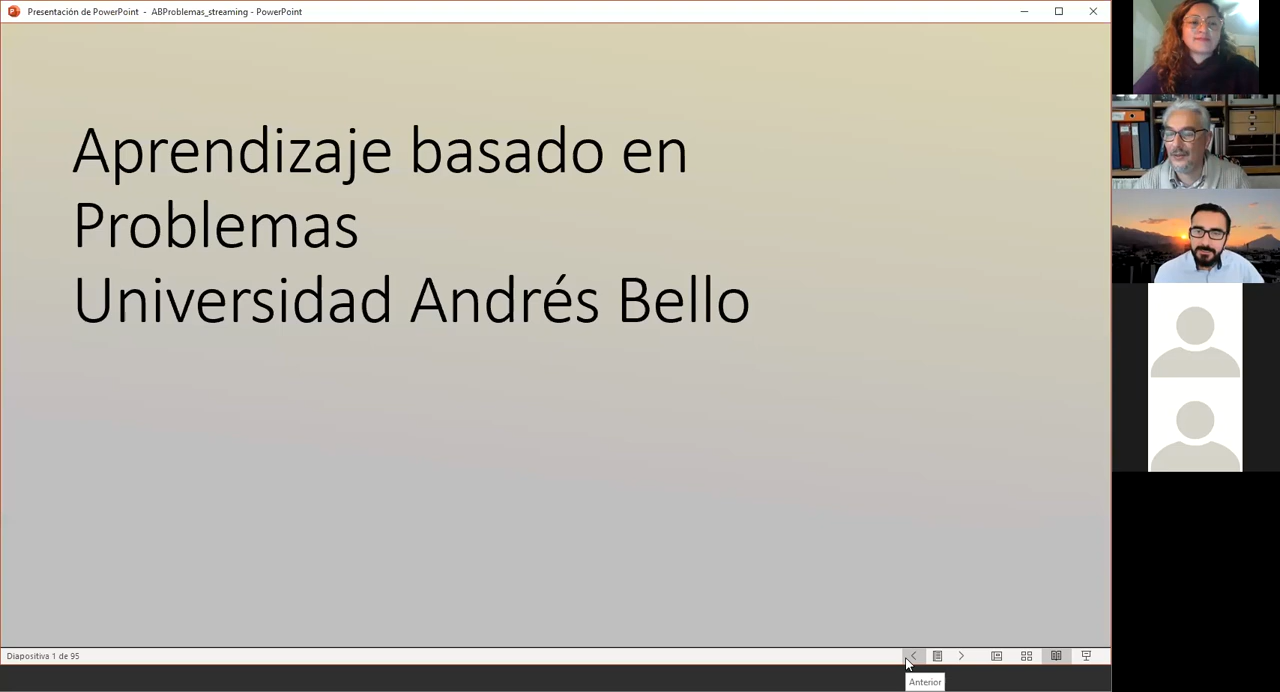 Presentación de PowerPoint - ABProblemas_streaming - PowerPoint
Aprendizaje basado en
Problemas
Universidad Andrés Bello
Diapositiva 1 de 95
Anterior